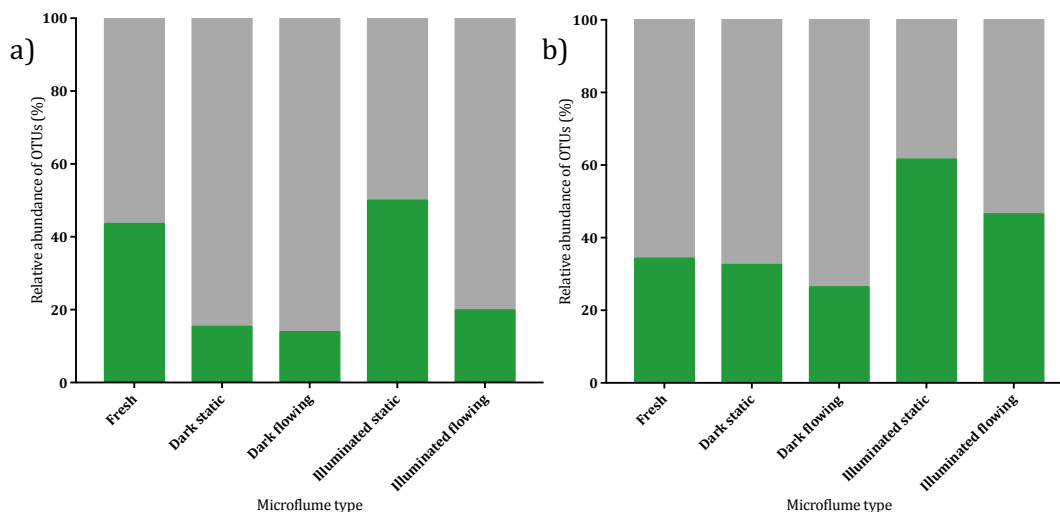 a)
Relative abundance of OTUs (%)
100
80
60
40
20
0
Fresh
Dark static
Dark flowing
Illuminated static
Illuminated flowing
Microflume type
b)
Relative abundance of OTUs (%)
100
80
60
40
20
0
Fresh
Dark static
Dark flowing
Illuminated static
Illuminated flowing
Microflume type